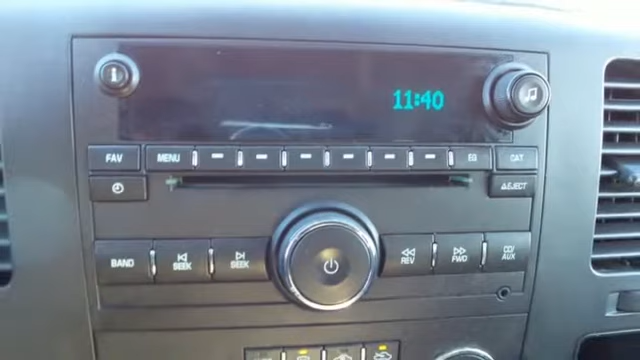 11:40
FAV MENU EQ CAT
EJECT
BAND SEEK SEEK REV FWD CD/
AUX